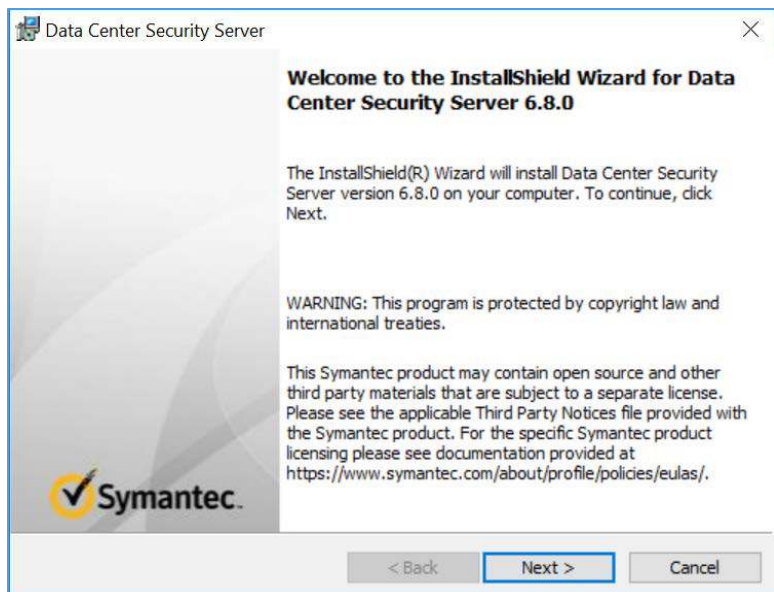 Data Center Security Server
Welcome to the InstallShield Wizard for Data
Center Security Server 6.8.0
The InstallShield(R) Wizard will install Data Center Security
Server version 6.8.0 on your computer. To continue, click
Next.
WARNING: This program is protected by copyright law and
international treaties.
This Symantec product may contain open source and other
third party materials that are subject to a separate license.
Please see the applicable Third Party Notices file provided with
the Symantec product. For the specific Symantec product
licensing please see documentation provided at
https://www.symantec.com/about/profile/policies/eulas/.
Symantec.
< Back
Next >
Cancel